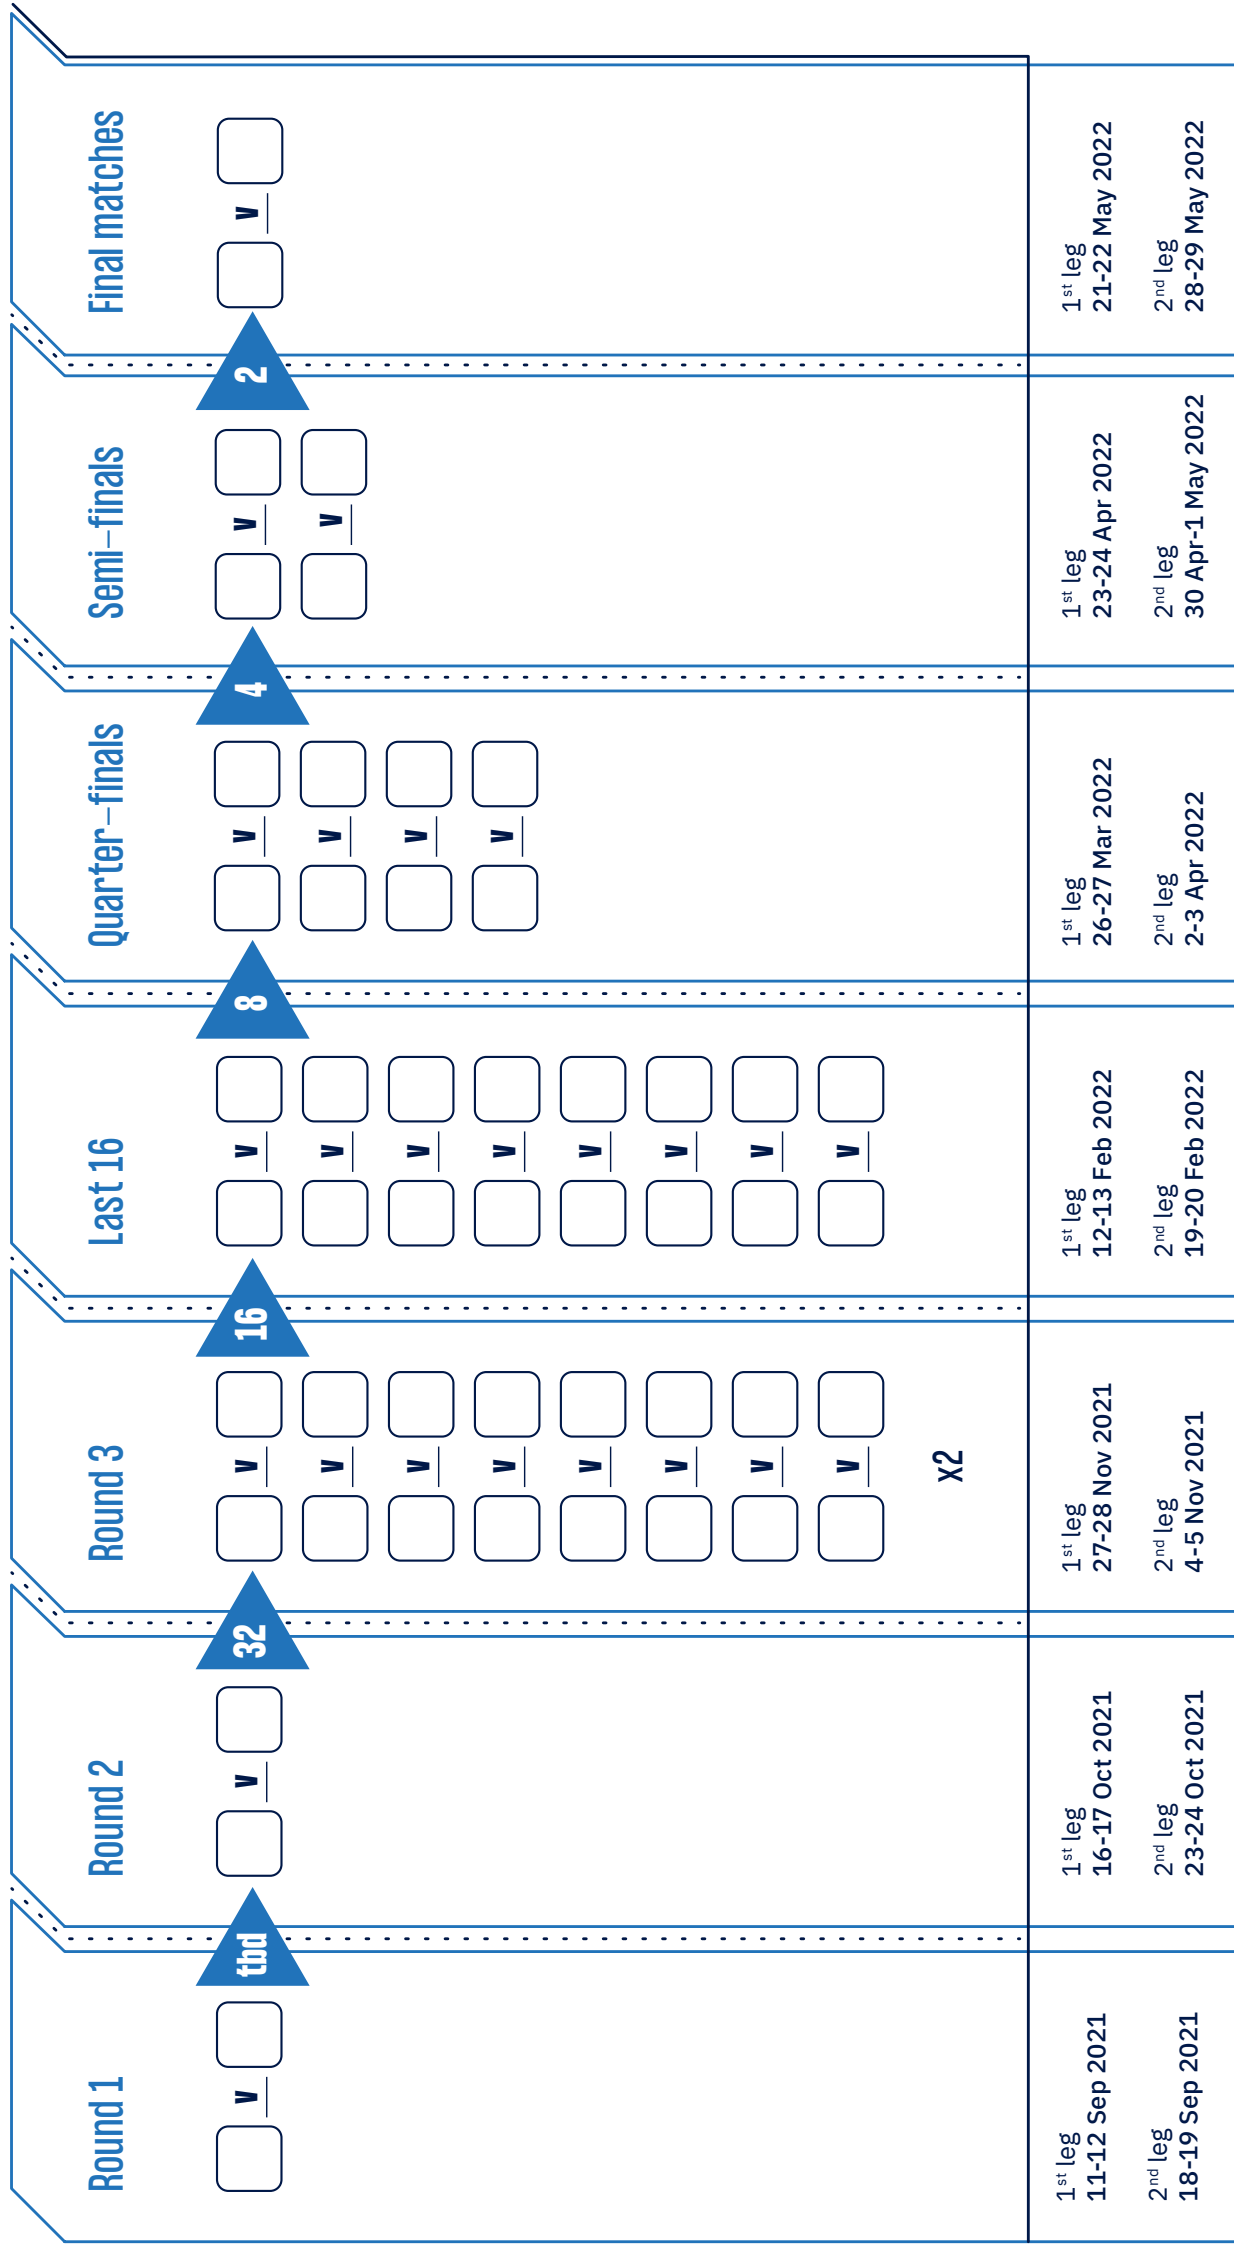 Round 1
v
1st leg
11-12 Sep 2021
2nd leg
18-19 Sep 2021
tbd
Round 2
v
1st leg
16-17 Oct 2021
2nd leg
23-24 Oct 2021
32
Round 3
v
v
v
v
v
v
v
v
x2
1st leg
27-28 Nov 2021
2nd leg
4-5 Nov 2021
16
Last 16
v
v
v
v
v
v
v
v
1st leg
12-13 Feb 2022
2nd leg
19-20 Feb 2022
8
Quarter–finals
v
v
v
v
1st leg
26-27 Mar 2022
2nd leg
2-3 Apr 2022
4
Semi–finals
v
v
1st leg
23-24 Apr 2022
2nd leg
30 Apr-1 May 2022
2
Final matches
v
1st leg
21-22 May 2022
2nd leg
28-29 May 2022